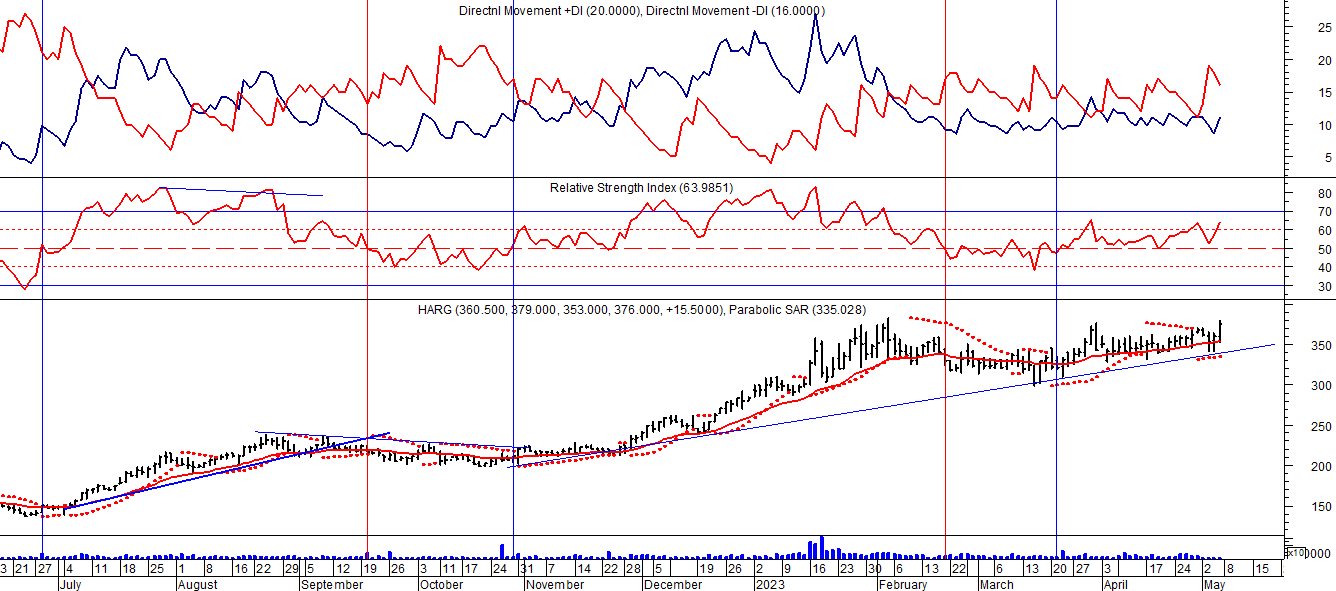 Directnl Movement +DI (20.0000), Directnl Movement -DI (16.0000)
25
20
15
10
5
Relative Strength Index (63.9851)
80
70
60
50
40
30
HARG (360.500, 379.000, 353.000, 376.000, +15.5000), Parabolic SAR (335.028)
350
300
250
200
150
x10 0000
3 21 27 4 11 18 25 1 8 16 22 29 5 12 19 26 3 11 17 24 31 7 14 22 28 5 19 26 2 9 16 23 30 6 13 22 6 13 20 27 3 17 24 2 8 15
July August September October November December 2023 February March April May